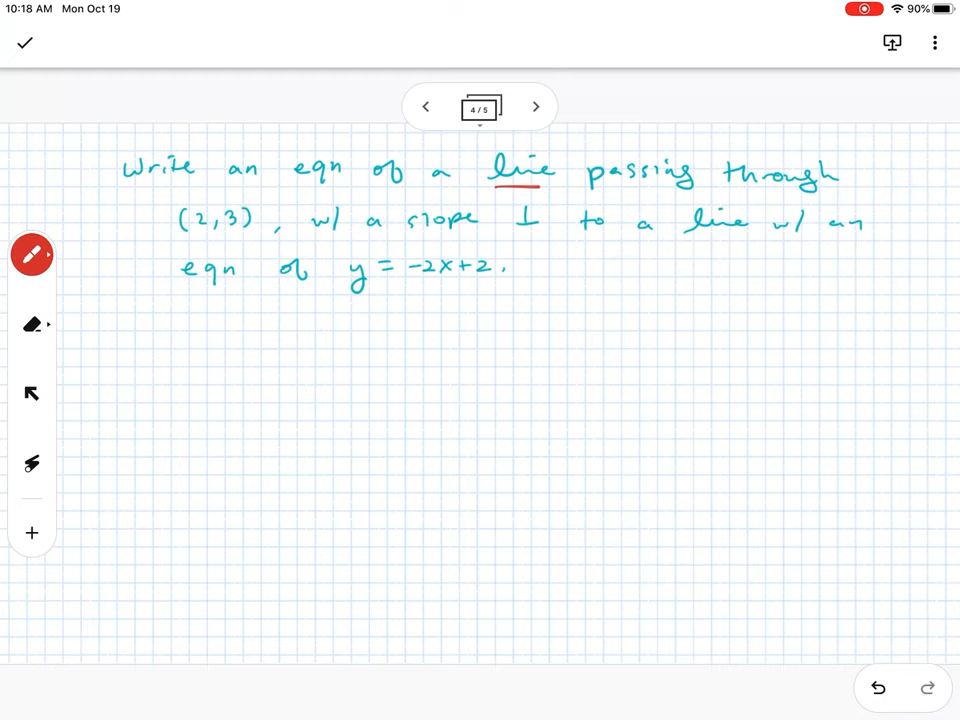 10:18 AM Mon Oct 19
90%
4 / 5
Write an eqn of a line passing through
(2,3), w/ a slope ⊥ to a line w/ an
eqn of y = -2x+2.